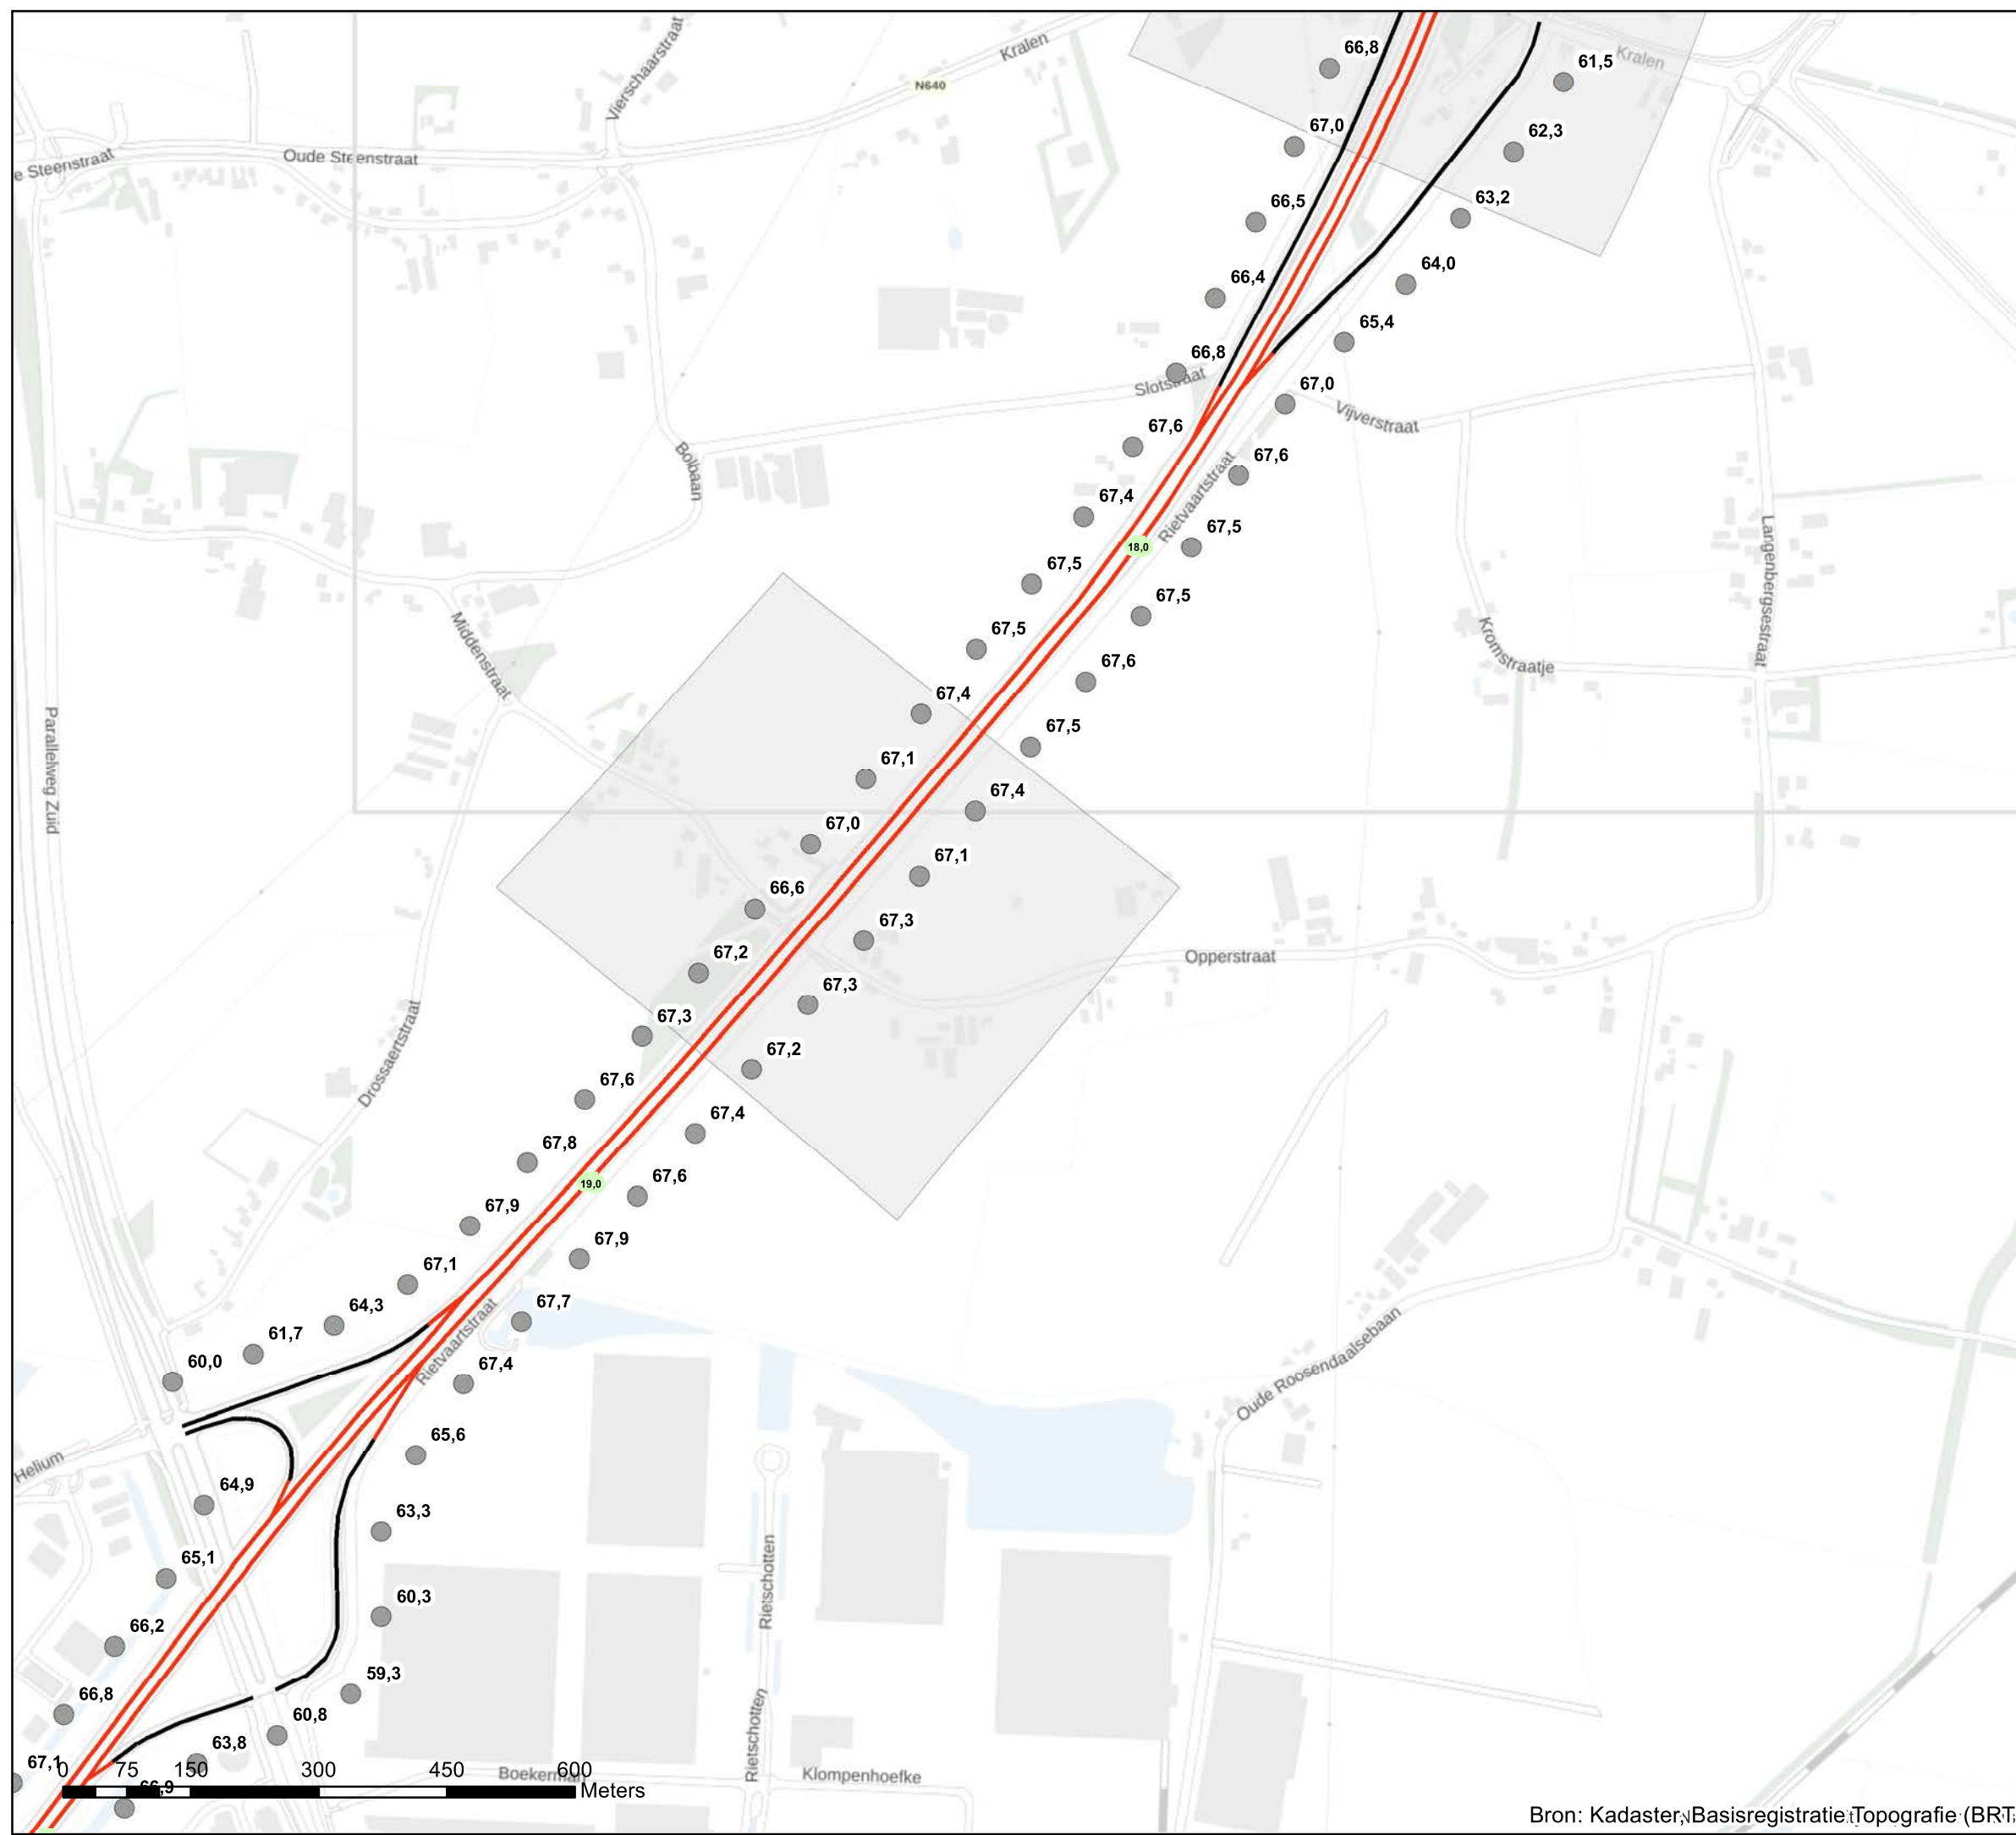 66,8
61,5
Kralen
Kralen
Vierschaarstraat
N640
67,0
62,3
Oude Steenstraat
e Steenstraat
66,5
63,2
66,4
64,0
65,4
66,8
Slotstraat
67,0
Vijverstraat
67,6
67,6
Bolbaan
67,4
Rietvaartstraat
67,5
18,0
67,5
67,5
Langenbergsestraat
67,5
67,6
Kromstraatje
Middenstraat
67,4
67,5
Parallelweg Zuid
67,1
67,4
67,0
67,1
66,6
67,3
67,2
Opperstraat
67,3
67,3
67,2
Drossaertstraat
67,6
67,4
67,8
19,0
67,6
67,9
67,9
67,1
64,3
67,7
Rietvaartstraat
61,7
60,0
67,4
Oude Roosendaalsebaan
65,6
Helium
64,9
63,3
65,1
Rietschotten
60,3
66,2
59,3
66,8
60,8
Rietschotten
63,8
67,1
0 75 150 300 450 600
66,9
Meters
Boekerman
Klompenhoefke
Bron: Kadaster, Basisregistratie Topografie (BRT